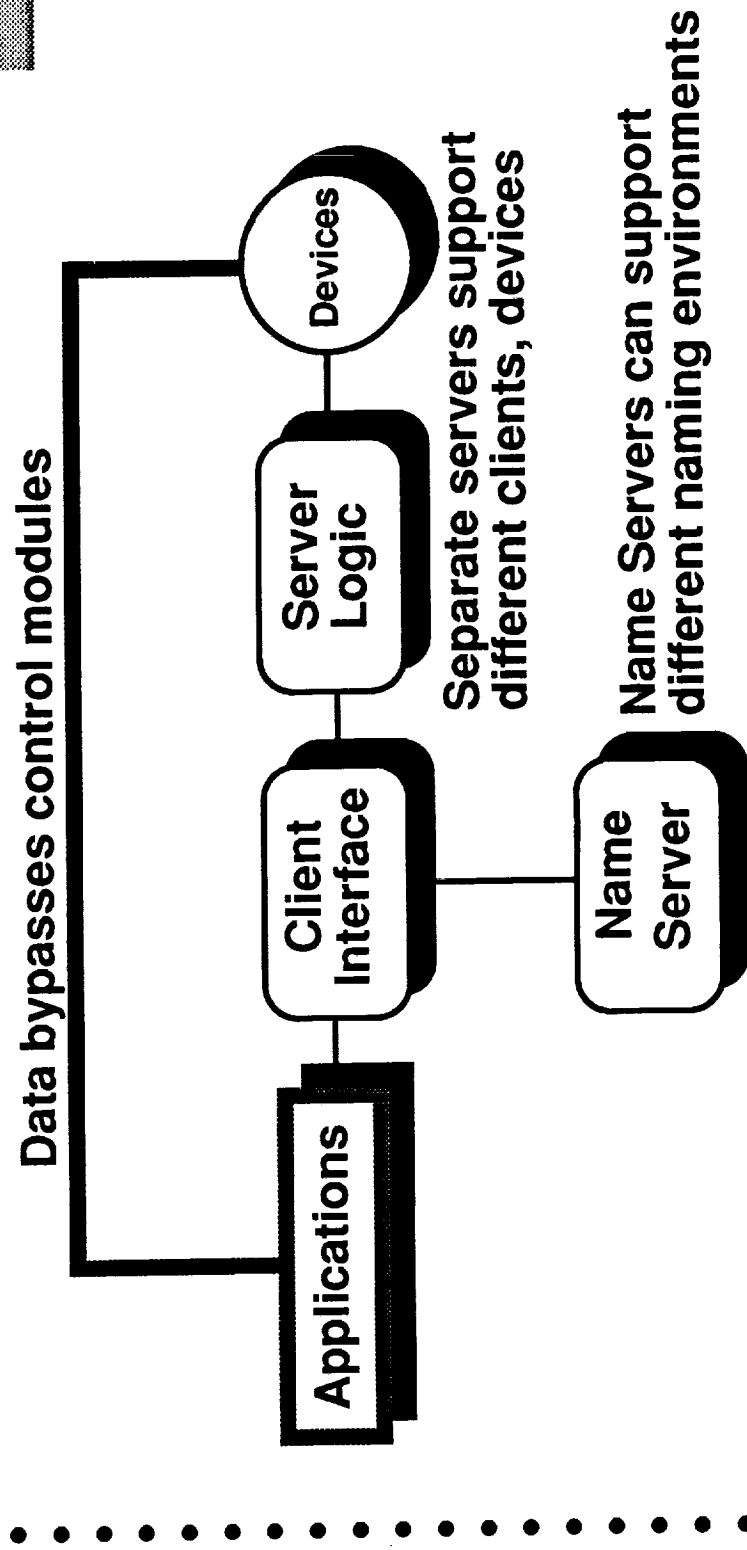 Data bypasses control modules
Applications
Client
Interface
Server
Logic
Devices
Separate servers support
different clients, devices
Name
Server
Name Servers can support
different naming environments